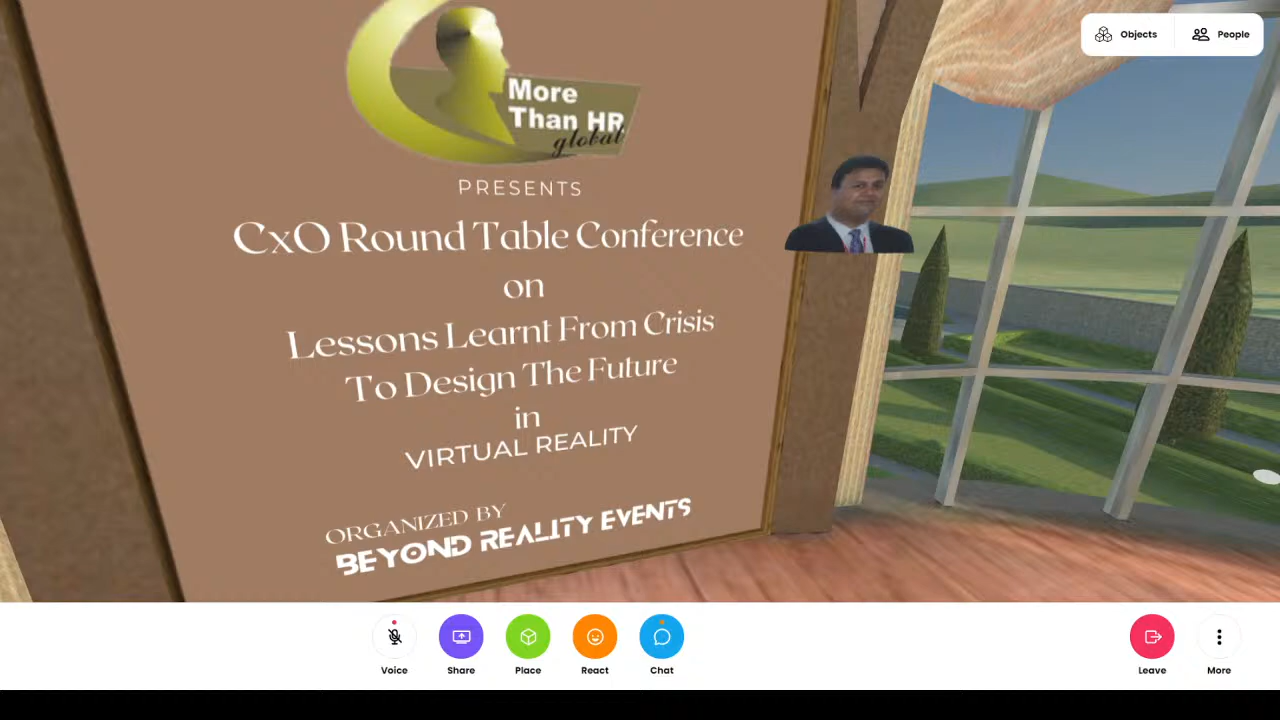 Objects
People
More
Than HR
global
PRESENTS
CxO Round Table Conference
on
Lessons Learnt From Crisis
To Design The Future
in
VIRTUAL REALITY
ORGANIZED BY
BEYOND REALITY EVENTS
Voice
Share
Place
React
Chat
Leave
More